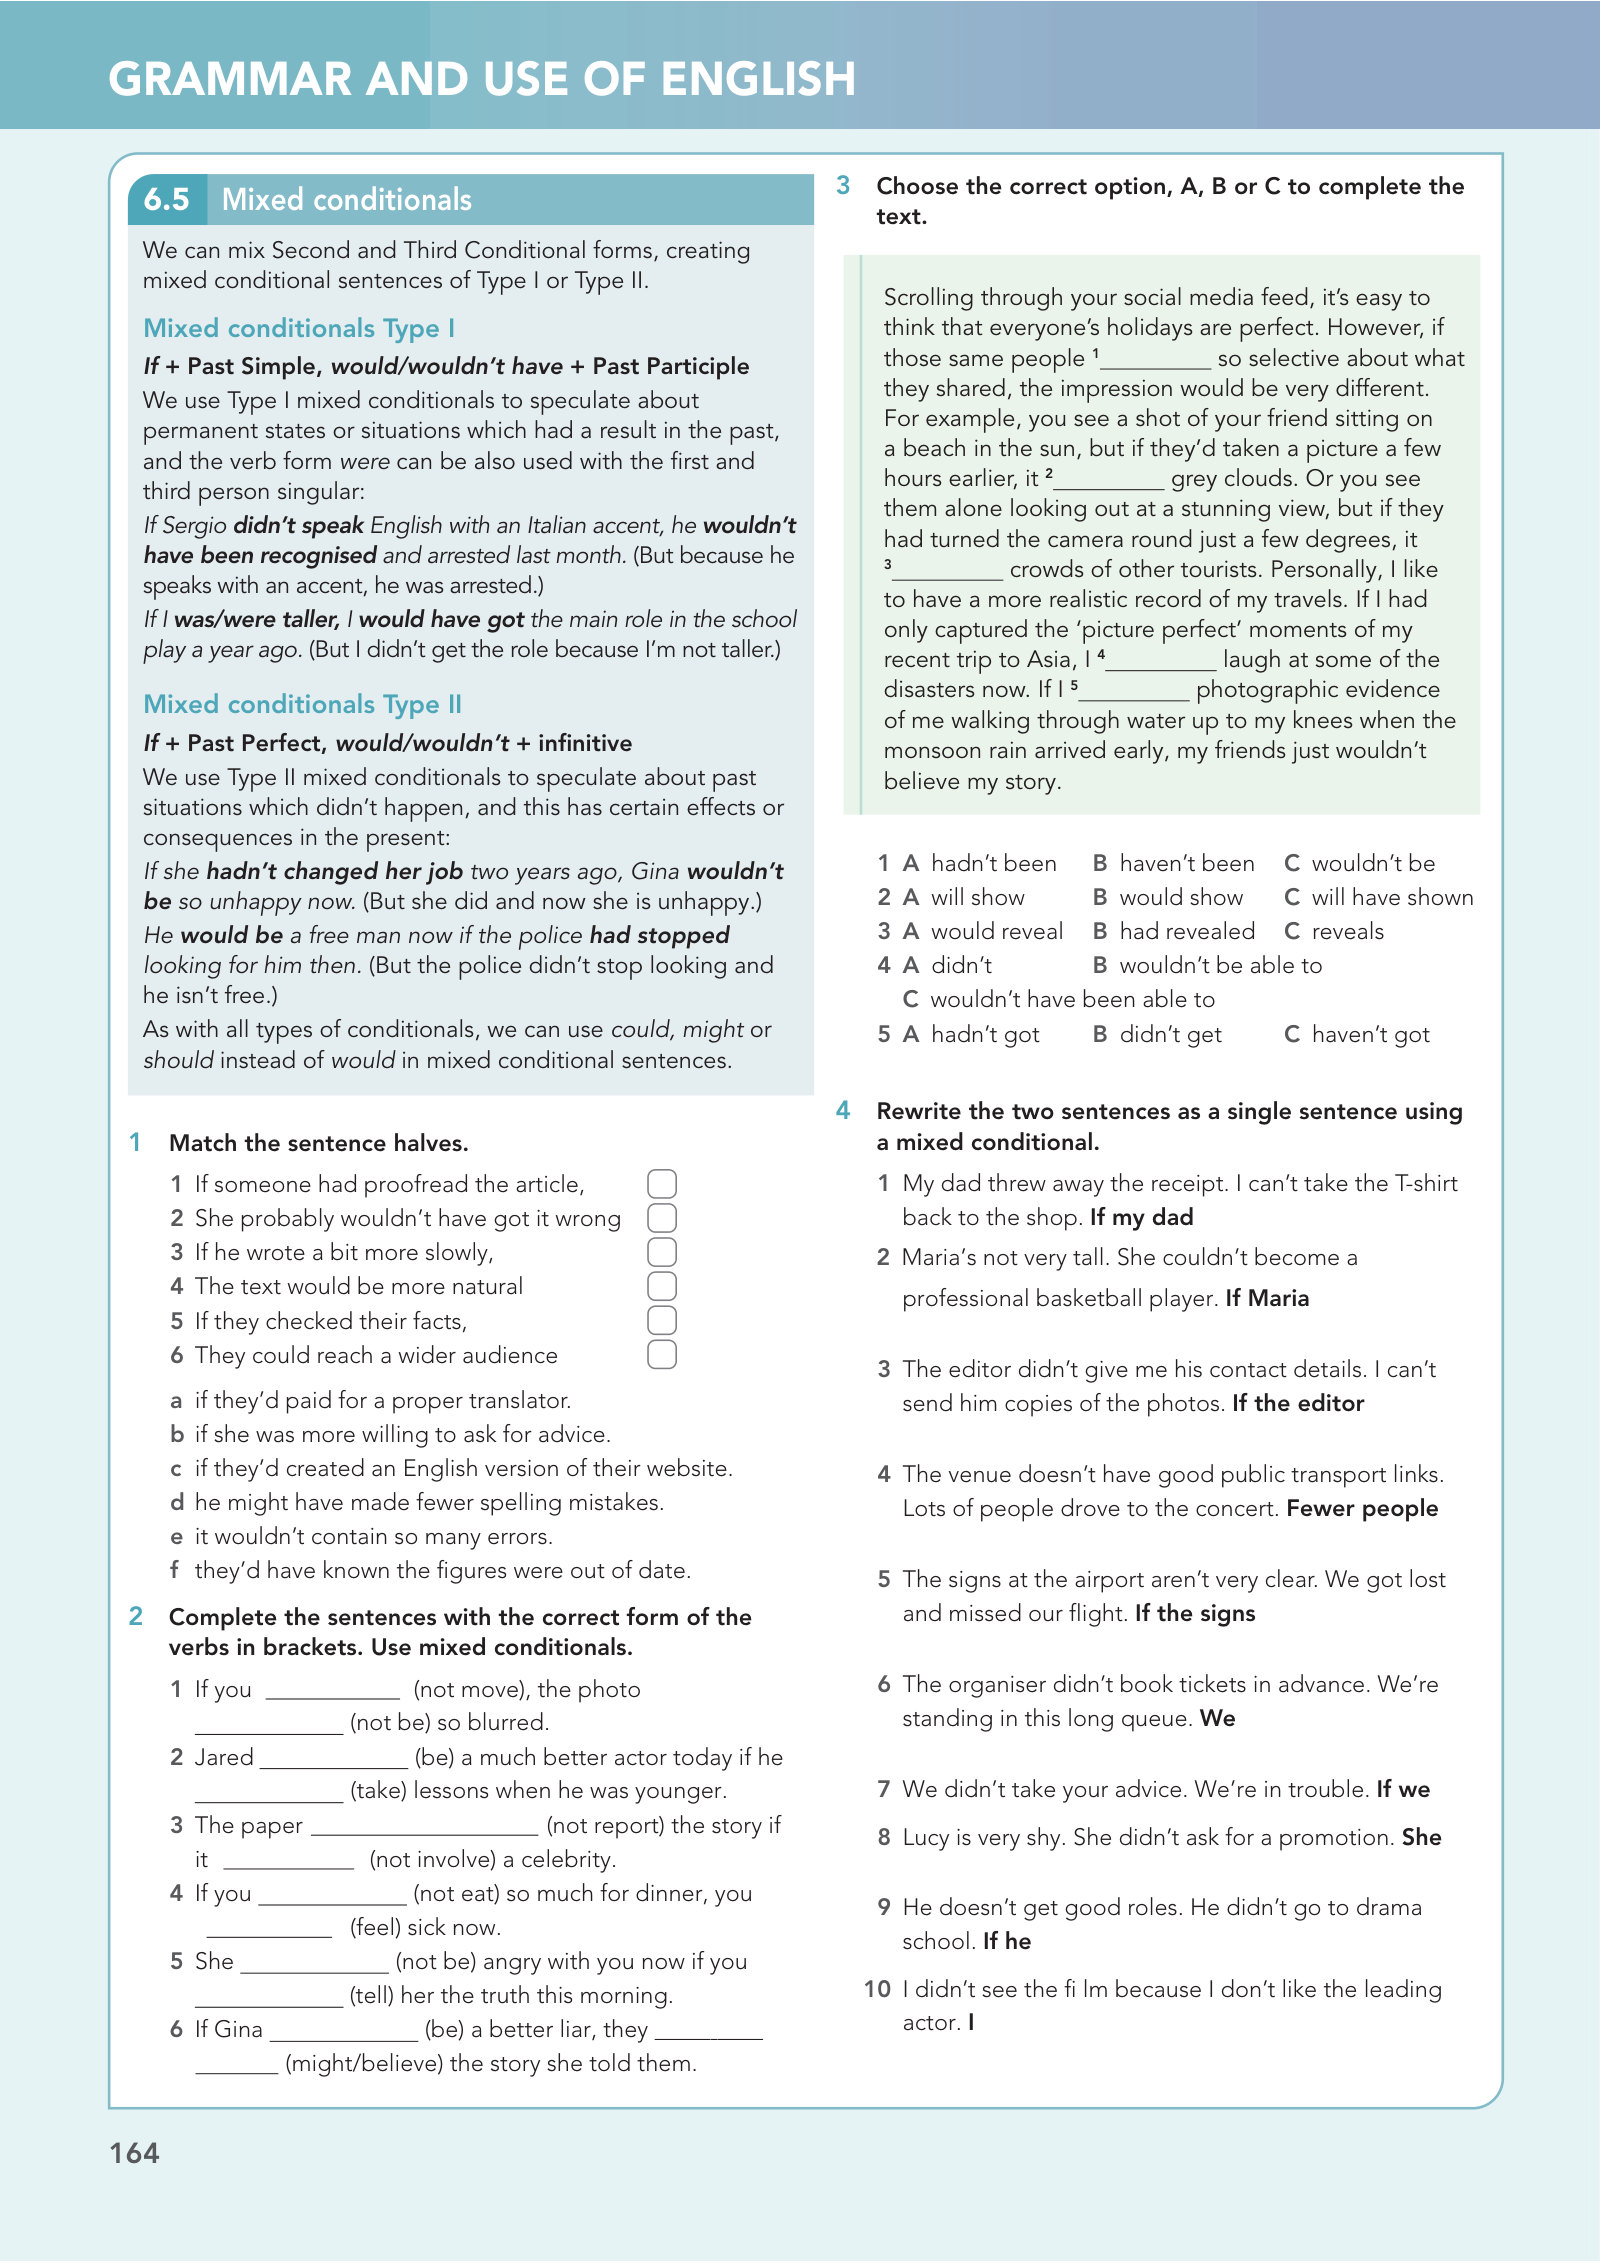 GRAMMAR AND USE OF ENGLISH
6.5 Mixed conditionals
We can mix Second and Third Conditional forms, creating
mixed conditional sentences of Type I or Type II.
Mixed conditionals Type I
If + Past Simple, would/wouldn’t have + Past Participle
We use Type I mixed conditionals to speculate about
permanent states or situations which had a result in the past,
and the verb form were can be also used with the first and
third person singular:
If Sergio didn’t speak English with an Italian accent, he wouldn’t
have been recognised and arrested last month. (But because he
speaks with an accent, he was arrested.)
If I was/were taller, I would have got the main role in the school
play a year ago. (But I didn’t get the role because I’m not taller.)
Mixed conditionals Type II
If + Past Perfect, would/wouldn’t + infinitive
We use Type II mixed conditionals to speculate about past
situations which didn’t happen, and this has certain effects or
consequences in the present:
If she hadn’t changed her job two years ago, Gina wouldn’t
be so unhappy now. (But she did and now she is unhappy.)
He would be a free man now if the police had stopped
looking for him then. (But the police didn’t stop looking and
he isn’t free.)
As with all types of conditionals, we can use could, might or
should instead of would in mixed conditional sentences.
1 Match the sentence halves.
1 If someone had proofread the article,
2 She probably wouldn’t have got it wrong
3 If he wrote a bit more slowly,
4 The text would be more natural
5 If they checked their facts,
6 They could reach a wider audience
a if they’d paid for a proper translator.
b if she was more willing to ask for advice.
c if they’d created an English version of their website.
d he might have made fewer spelling mistakes.
e it wouldn’t contain so many errors.
f they’d have known the figures were out of date.
2 Complete the sentences with the correct form of the
verbs in brackets. Use mixed conditionals.
1 If you __________ (not move), the photo
__________ (not be) so blurred.
2 Jared __________ (be) a much better actor today if he
__________ (take) lessons when he was younger.
3 The paper __________ (not report) the story if
it __________ (not involve) a celebrity.
4 If you __________ (not eat) so much for dinner, you
__________ (feel) sick now.
5 She __________ (not be) angry with you now if you
__________ (tell) her the truth this morning.
6 If Gina __________ (be) a better liar, they __________
______ (might/believe) the story she told them.
3 Choose the correct option, A, B or C to complete the
text.
Scrolling through your social media feed, it’s easy to
think that everyone’s holidays are perfect. However, if
those same people 1__________ so selective about what
they shared, the impression would be very different.
For example, you see a shot of your friend sitting on
a beach in the sun, but if they’d taken a picture a few
hours earlier, it 2__________ grey clouds. Or you see
them alone looking out at a stunning view, but if they
had turned the camera round just a few degrees, it
3__________ crowds of other tourists. Personally, I like
to have a more realistic record of my travels. If I had
only captured the ‘picture perfect’ moments of my
recent trip to Asia, I 4__________ laugh at some of the
disasters now. If I 5__________ photographic evidence
of me walking through water up to my knees when the
monsoon rain arrived early, my friends just wouldn’t
believe my story.
1 A hadn’t been B haven’t been C wouldn’t be
2 A will show B would show C will have shown
3 A would reveal B had revealed C reveals
4 A didn’t B wouldn’t be able to
C wouldn’t have been able to
5 A hadn’t got B didn’t get C haven’t got
4 Rewrite the two sentences as a single sentence using
a mixed conditional.
1 My dad threw away the receipt. I can’t take the T-shirt
back to the shop. If my dad
2 Maria’s not very tall. She couldn’t become a
professional basketball player. If Maria
3 The editor didn’t give me his contact details. I can’t
send him copies of the photos. If the editor
4 The venue doesn’t have good public transport links.
Lots of people drove to the concert. Fewer people
5 The signs at the airport aren’t very clear. We got lost
and missed our flight. If the signs
6 The organiser didn’t book tickets in advance. We’re
standing in this long queue. We
7 We didn’t take your advice. We’re in trouble. If we
8 Lucy is very shy. She didn’t ask for a promotion. She
9 He doesn’t get good roles. He didn’t go to drama
school. If he
10 I didn’t see the fi lm because I don’t like the leading
actor. I
164